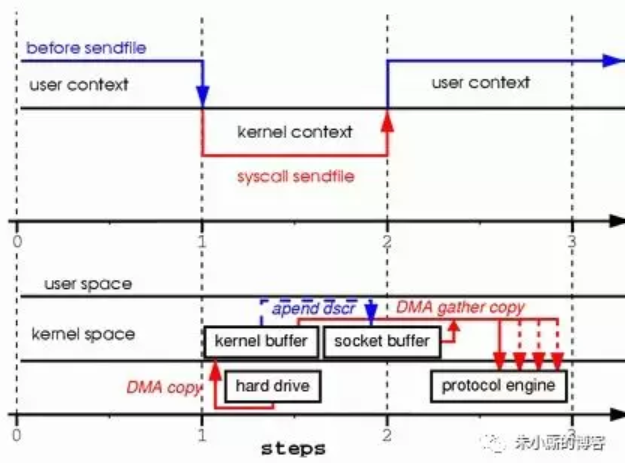 before sendfile
user context
user context
kernel context
syscall sendfile
0
1
2
3
user space
apend dscr
DMA gather copy
kernel space
kernel buffer
socket buffer
DMA copy
hard drive
protocol engine
0
1
2
3
steps
朱小厮的博客